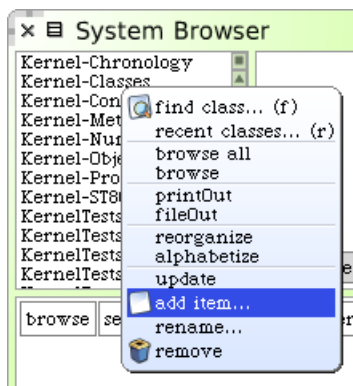 System Browser
Kernel-Chronology
Kernel-Classes
Kernel-Con
Kernel-Met
Kernel-Nu
Kernel-Obje
Kernel-Pro
Kernel-ST80
KernelTests
KernelTests
KernelTests
KernelTests
find class... (f)
recent classes... (r)
browse all
browse
printOut
fileOut
reorganize
alphabetize
update
add item...
rename...
remove
browse
se